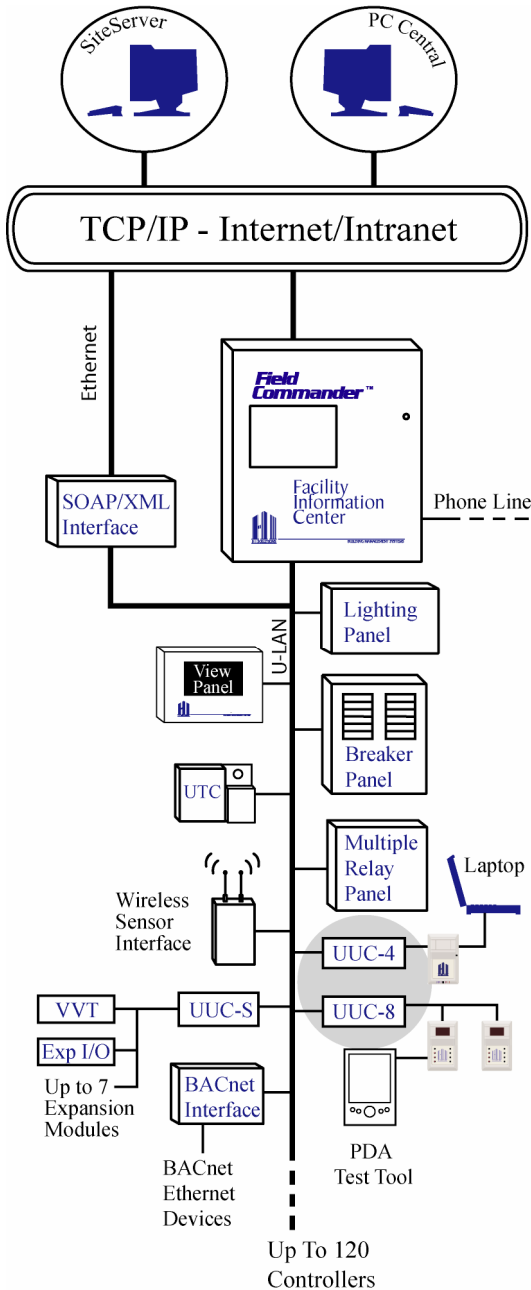 SiteServer
PC Central
TCP/IP - Internet/Intranet
Ethernet
Field
Commander™
Facility
Information
Center
SOAP/XML
Interface
Phone Line
U-LAN
Lighting
Panel
View
Panel
Breaker
Panel
UTC
Multiple
Relay
Panel
Laptop
Wireless
Sensor
Interface
UUC-4
VVT
UUC-S
UUC-8
Exp I/O
Up to 7
Expansion
Modules
BACnet
Interface
PDA
Test Tool
BACnet
Ethernet
Devices
Up To 120
Controllers